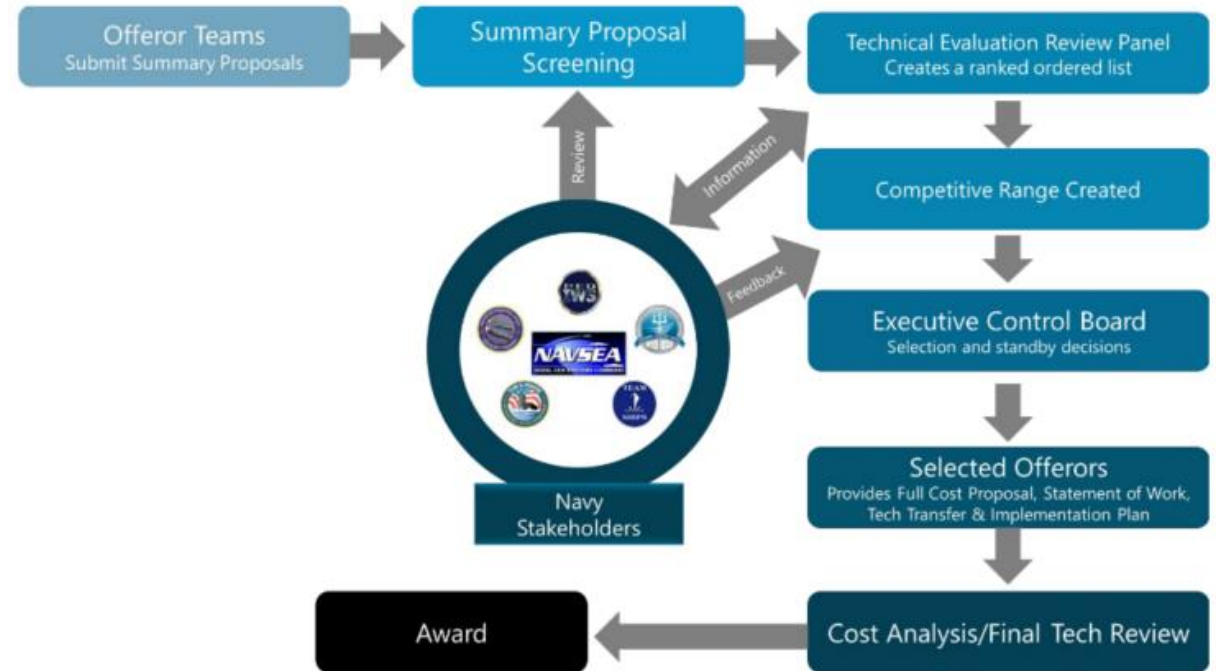 Offeror Teams
Submit Summary Proposals
Summary Proposal
Screening
Technical Evaluation Review Panel
Creates a ranked ordered list
Review
Information
Competitive Range Created
Feedback
Executive Control Board
Selection and standby decisions
NAVSEA
TEAM
SHIPS
Navy
Stakeholders
Selected Offerors
Provides Full Cost Proposal, Statement of Work,
Tech Transfer & Implementation Plan
Award
Cost Analysis/Final Tech Review